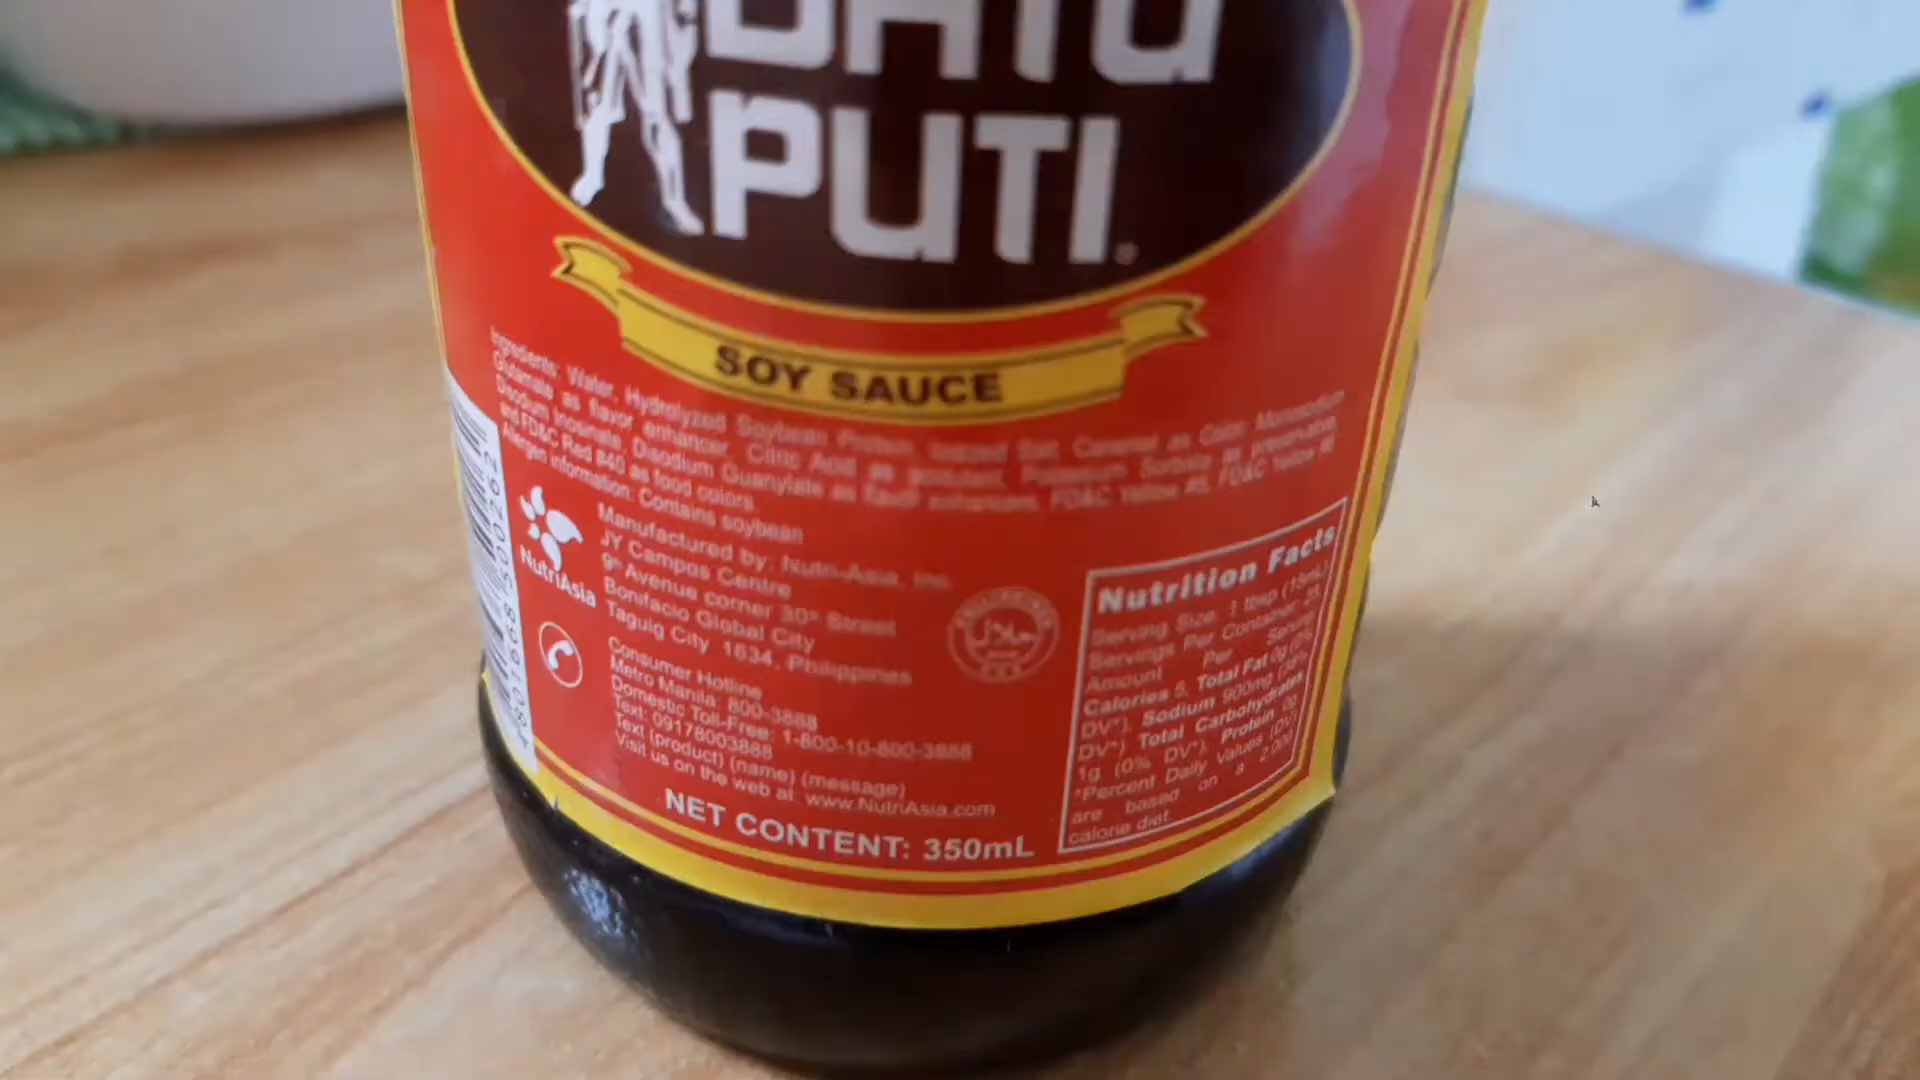 DATU
PUTI
SOY SAUCE
Ingredients: Water, Hydrolyzed Soybean Protein, Iodized Salt, Caramel as Color, Monosodium
Glutamate as flavor enhancer, Citric Acid as acidulant, Potassium Sorbate as preservative,
Disodium Inosinate, Disodium Guanylate as flavor enhancers, FD&C Yellow #5, FD&C Yellow #6
and FD&C Red #40 as food colors.
Allergen information: Contains soybean
NutriAsia
Manufactured by: Nutri-Asia, Inc.
JY Campos Centre
9th Avenue corner 30th Street
Bonifacio Global City
Taguig City 1634, Philippines
Consumer Hotline
Metro Manila: 800-3888
Domestic Toll-Free: 1-800-10-800-3888
Text: 09178003888
Text (product) (name) (message)
Visit us on the web at www.NutriAsia.com
NET CONTENT: 350mL
حلال
Nutrition Facts
Serving Size: 1 tbsp (15mL)
Servings Per Container: 23
Amount Per Serving
Calories 5, Total Fat 0g (0%
DV*), Sodium 900mg (38%
DV*) Total Carbohydrates
1g (0% DV*), Protein 0g
*Percent Daily Values (DV)
are based on a 2,000
calorie diet.